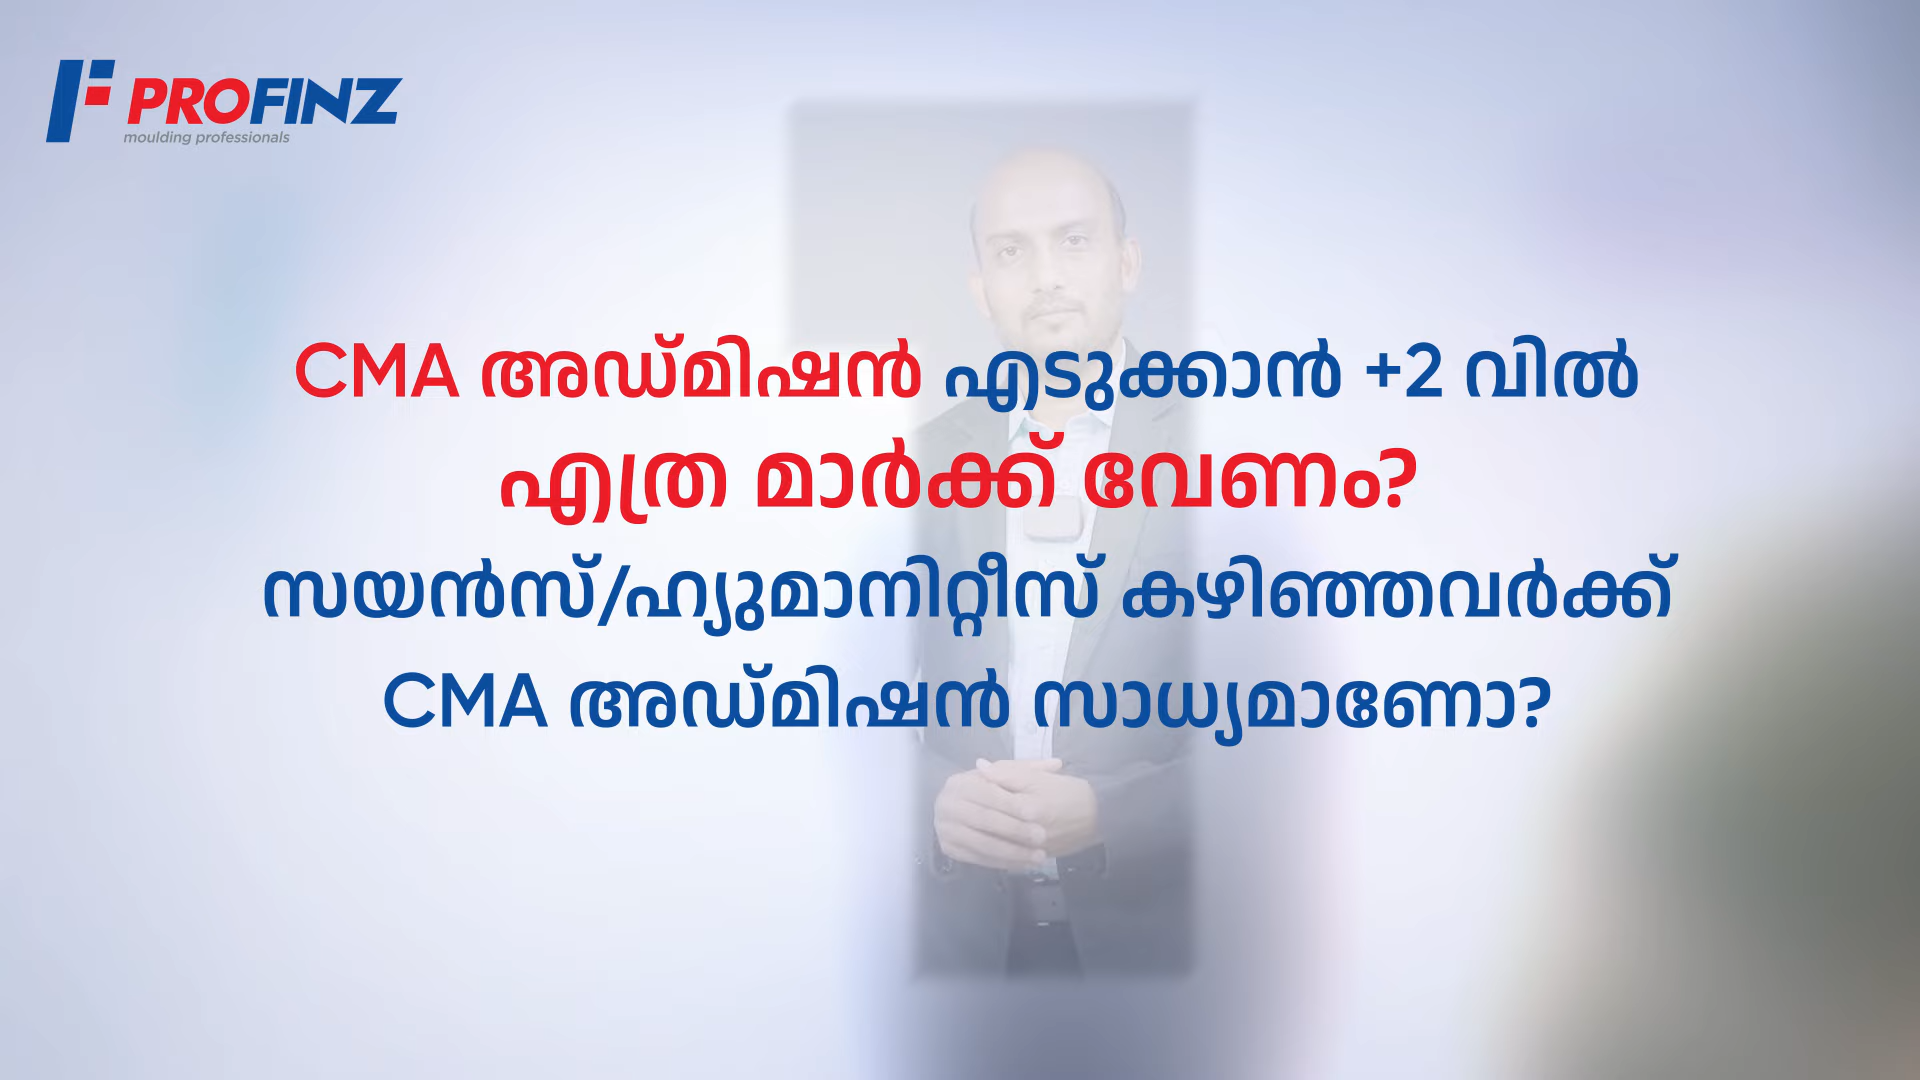 PROFINZ
moulding professionals
CMA അഡ്മിഷൻ എടുക്കാൻ +2 വിൽ
എത്ര മാർക്ക് വേണം?
സയൻസ്/ഹ്യുമാനിറ്റീസ് കഴിഞ്ഞവർക്ക്
CMA അഡ്മിഷൻ സാധ്യമാണോ?